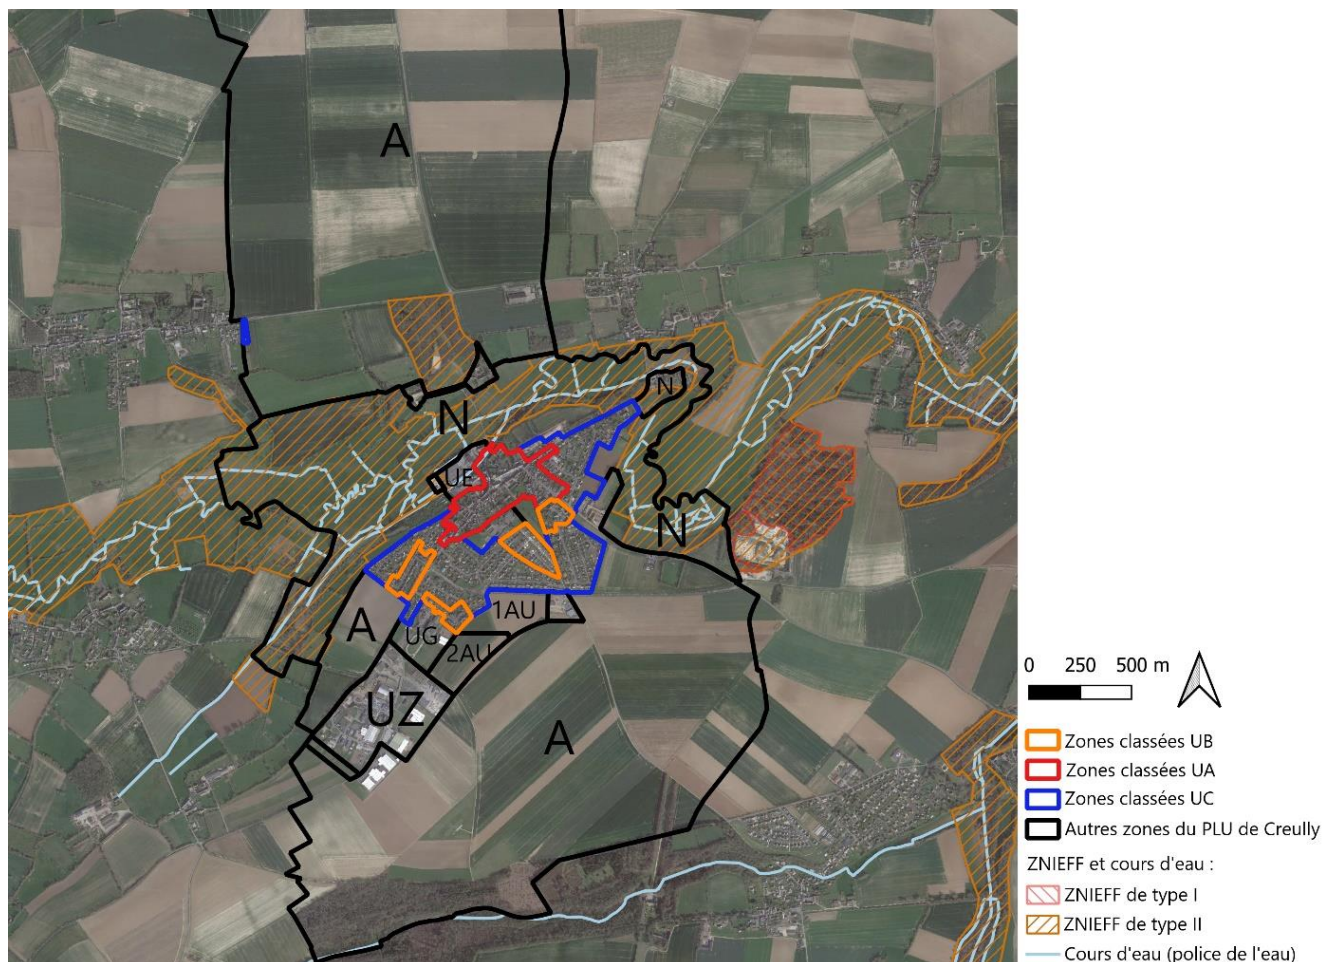 A
N
N
UE
N
1AU
A
UG
2AU
UZ
A
0 250 500 m
Zones classées UB
Zones classées UA
Zones classées UC
Autres zones du PLU de Creully
ZNIEFF et cours d'eau :
ZNIEFF de type I
ZNIEFF de type II
Cours d'eau (police de l'eau)